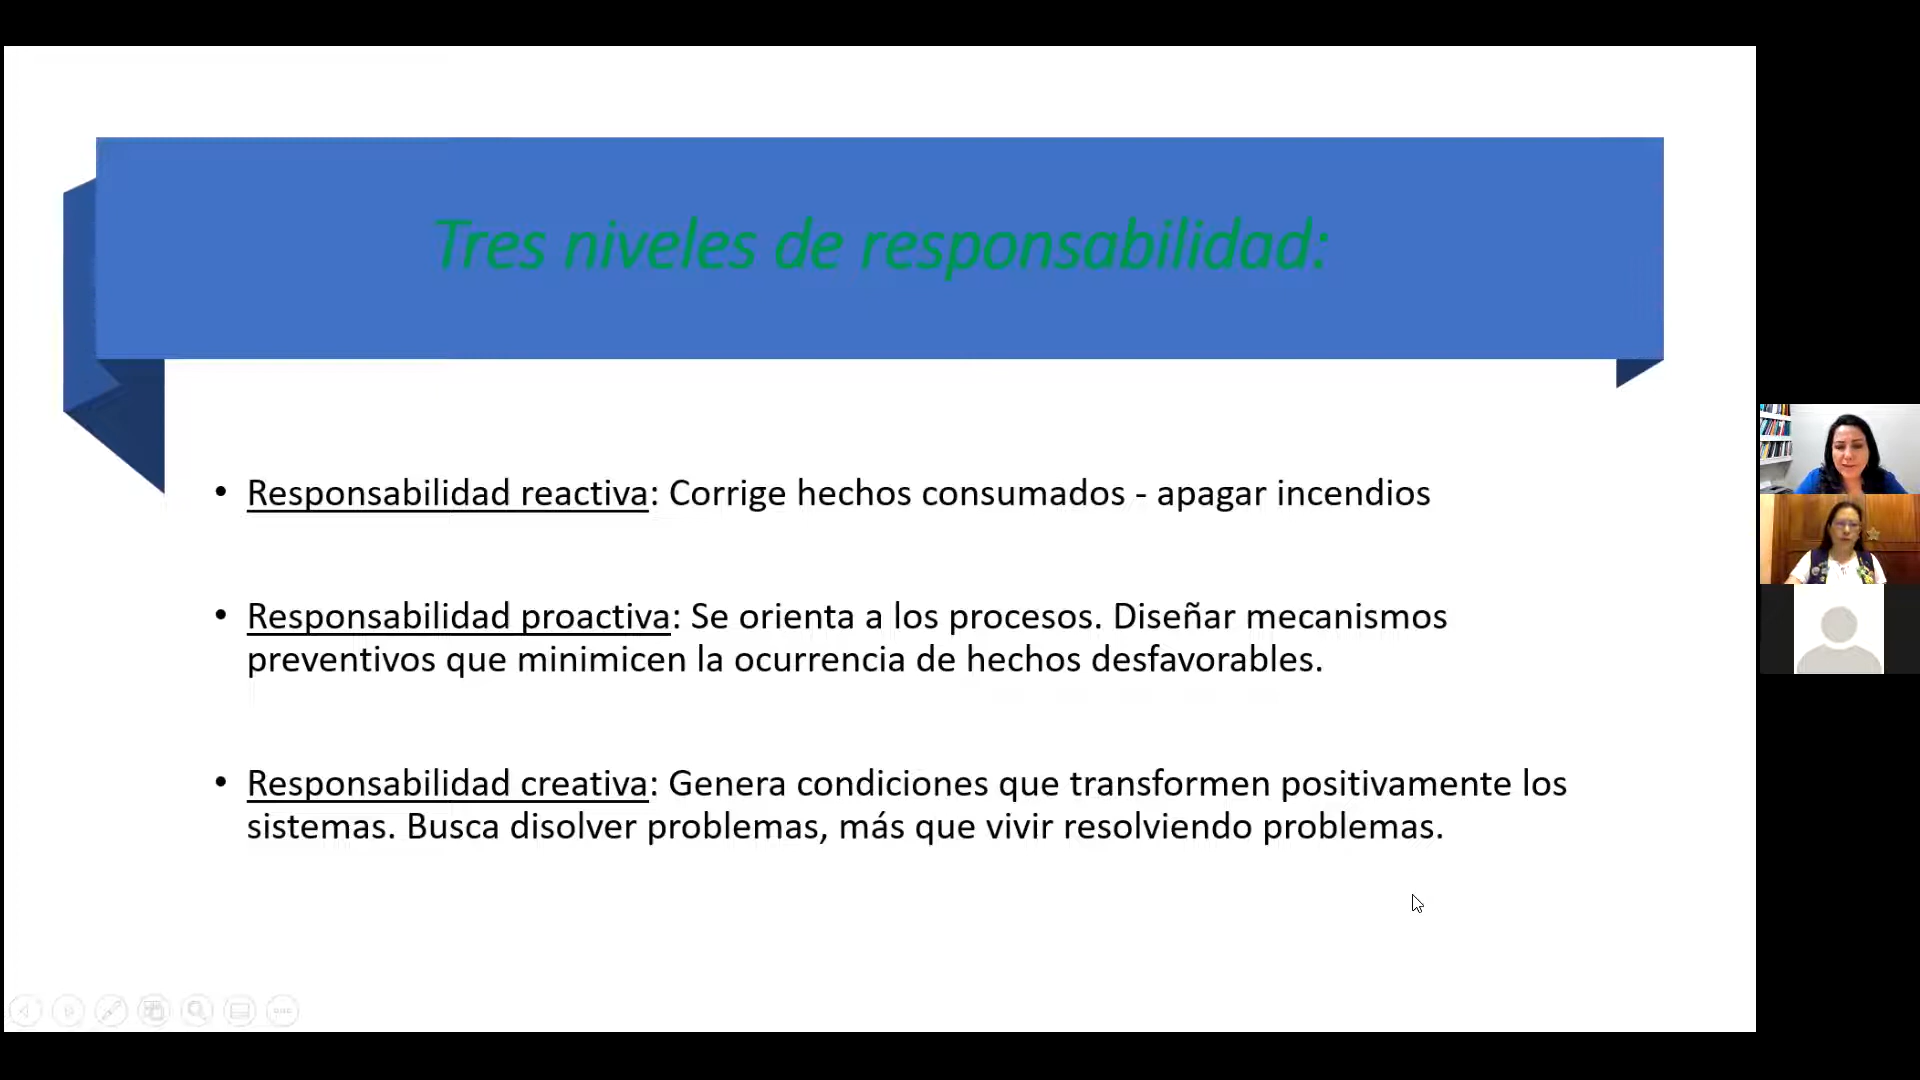 Tres niveles de responsabilidad:
• Responsabilidad reactiva: Corrige hechos consumados - apagar incendios
• Responsabilidad proactiva: Se orienta a los procesos. Diseñar mecanismos
preventivos que minimicen la ocurrencia de hechos desfavorables.
• Responsabilidad creativa: Genera condiciones que transformen positivamente los
sistemas. Busca disolver problemas, más que vivir resolviendo problemas.